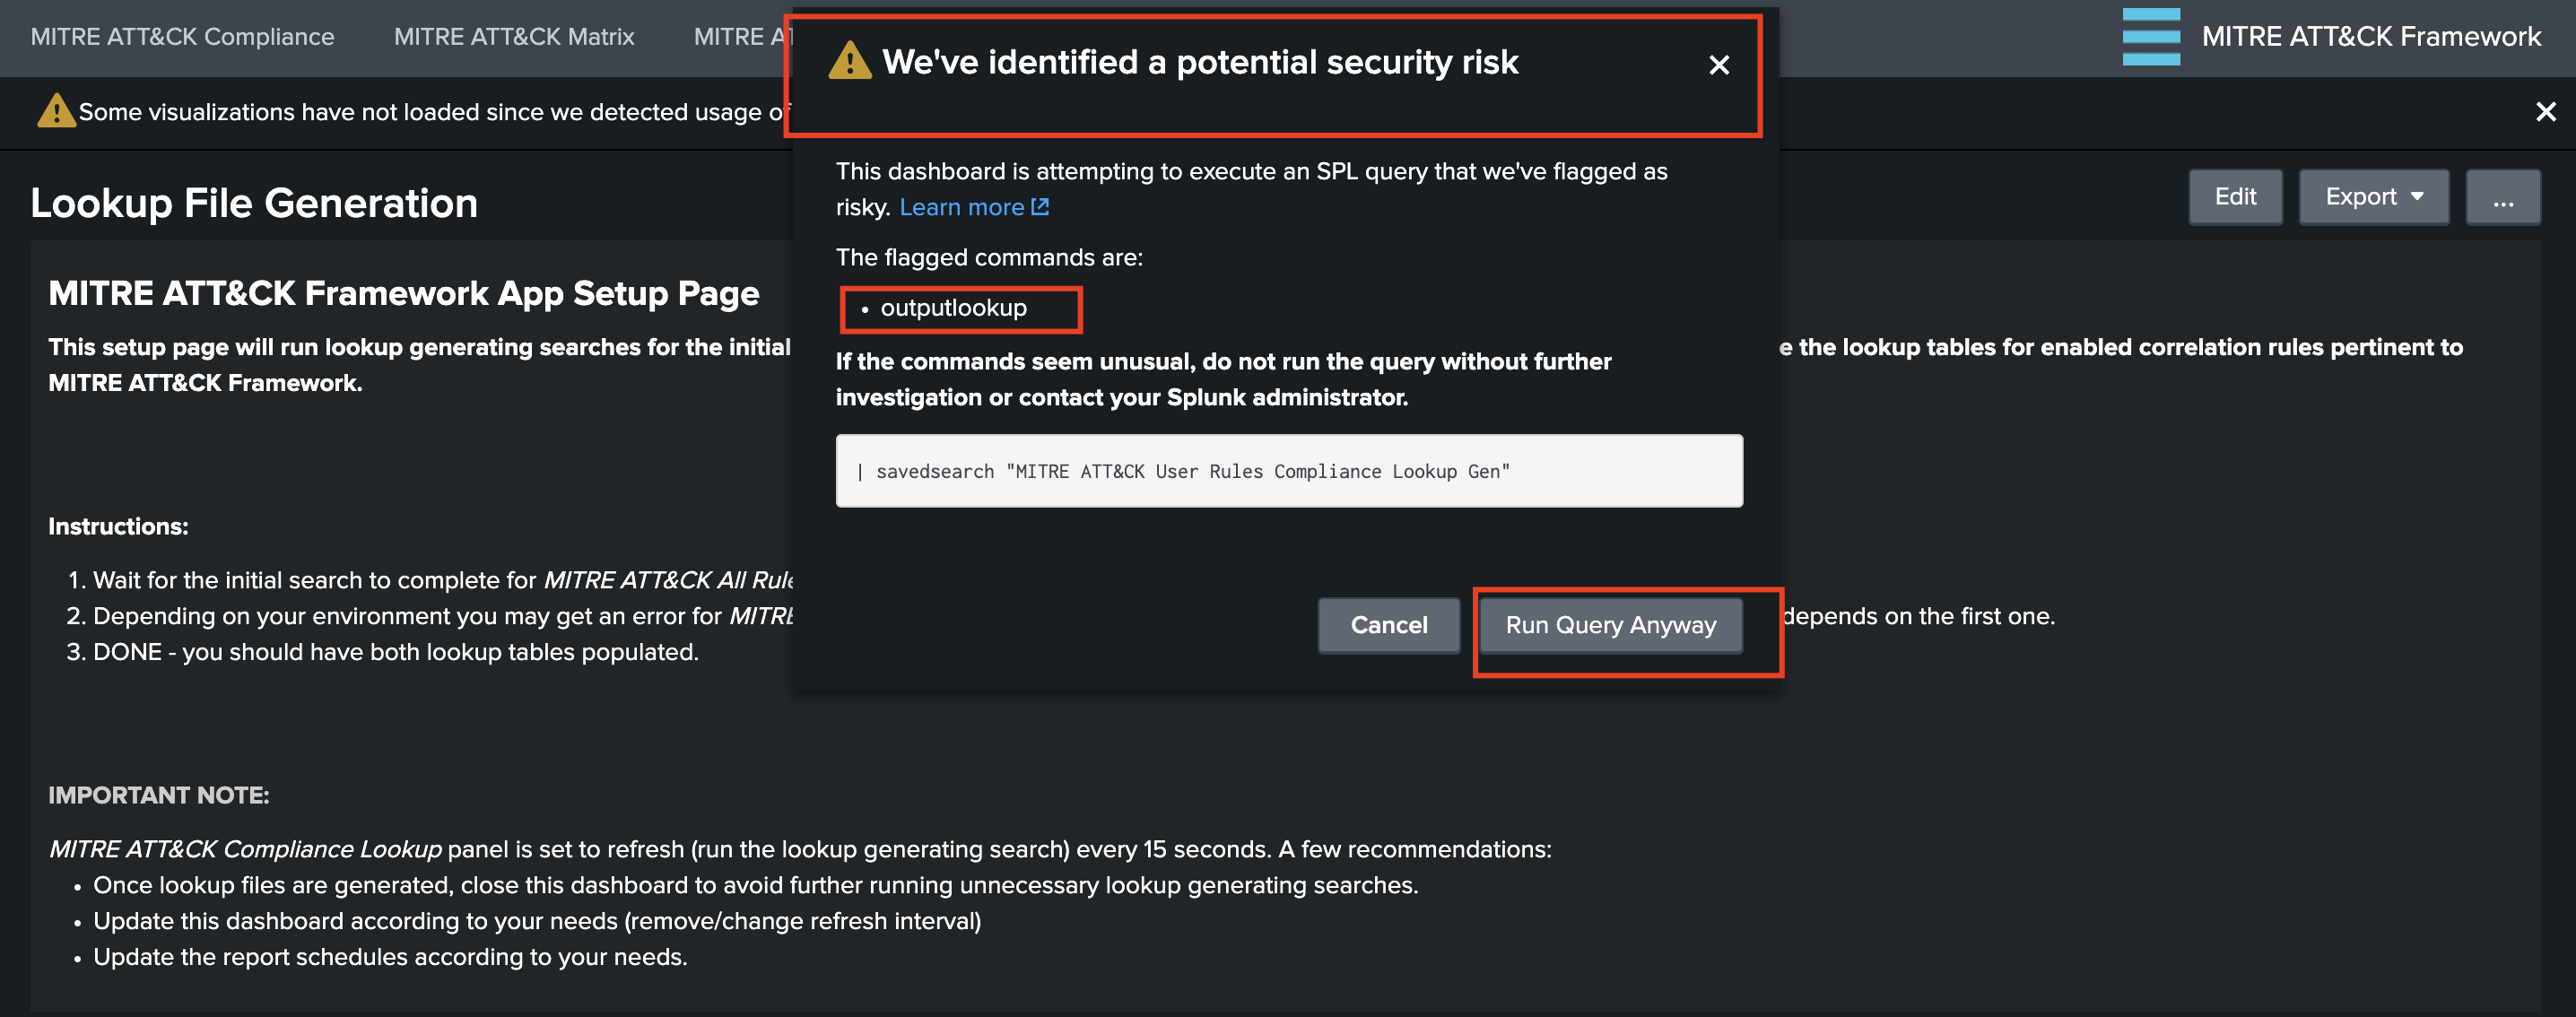 MITRE ATT&CK Compliance
MITRE ATT&CK Matrix
MITRE
MITRE ATT&CK Framework
We've identified a potential security risk
Some visualizations have not loaded since we detected usage of
This dashboard is attempting to execute an SPL query that we've flagged as
risky. Learn more
Lookup File Generation
Edit
Export
...
The flagged commands are:
• outputlookup
MITRE ATT&CK Framework App Setup Page
This setup page will run lookup generating searches for the initial
e the lookup tables for enabled correlation rules pertinent to
MITRE ATT&CK Framework.
If the commands seem unusual, do not run the query without further
investigation or contact your Splunk administrator.
| savedsearch "MITRE ATT&CK User Rules Compliance Lookup Gen"
Instructions:
1. Wait for the initial search to complete for MITRE ATT&CK All
2. Depending on your environment you may get an error for
depends on the first one.
3. DONE - you should have both lookup tables populated.
Cancel
Run Query Anyway
IMPORTANT NOTE:
MITRE ATT&CK Compliance Lookup panel is set to refresh (run the lookup generating search) every 15 seconds. A few recommendations:
• Once lookup files are generated, close this dashboard to avoid further running unnecessary lookup generating searches.
• Update this dashboard according to your needs (remove/change refresh interval)
• Update the report schedules according to your needs.